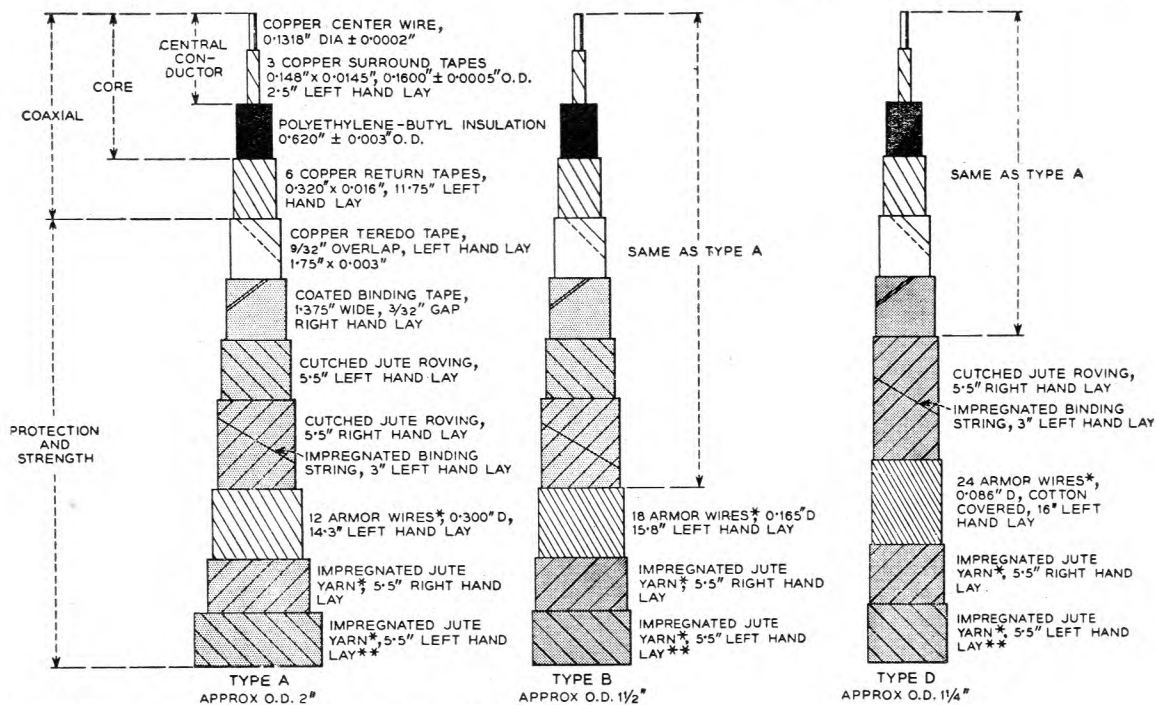 COPPER CENTER WIRE,
0·1318" DIA ± 0·0002"
CENTRAL
CON-
DUCTOR
3 COPPER SURROUND TAPES
0·148" X 0·0145", 0·1600" ± 0·0005" O.D.
2·5" LEFT HAND LAY
CORE
COAXIAL
POLYETHYLENE-BUTYL INSULATION
0·620" ± 0·003" O.D.
6 COPPER RETURN TAPES,
0·320" X 0·016", 11·75" LEFT
HAND LAY
COPPER TEREDO TAPE,
9/32" OVERLAP, LEFT HAND LAY
1·75" X 0·003"
COATED BINDING TAPE,
1·375" WIDE, 3/32" GAP
RIGHT HAND LAY
CUTCHED JUTE ROVING,
5·5" LEFT HAND LAY
CUTCHED JUTE ROVING,
5·5" RIGHT HAND LAY
IMPREGNATED BINDING
STRING, 3" LEFT HAND LAY
PROTECTION
AND
STRENGTH
12 ARMOR WIRES*, 0·300" D,
14·3" LEFT HAND LAY
IMPREGNATED JUTE
YARN*, 5·5" RIGHT HAND
LAY
IMPREGNATED JUTE
YARN*, 5·5" LEFT HAND
LAY**
TYPE A
APPROX O.D. 2"
SAME AS TYPE A
18 ARMOR WIRES*, 0·165" D
15·8" LEFT HAND LAY
IMPREGNATED JUTE
YARN*, 5·5" RIGHT HAND
LAY
IMPREGNATED JUTE
YARN*, 5·5" LEFT HAND
LAY**
TYPE B
APPROX O.D. 1 1/2"
SAME AS TYPE A
CUTCHED JUTE ROVING,
5·5" RIGHT HAND LAY
IMPREGNATED BINDING
STRING, 3" LEFT HAND LAY
24 ARMOR WIRES*,
0·086" D, COTTON
COVERED, 16" LEFT
HAND LAY
IMPREGNATED JUTE
YARN*, 5·5" RIGHT HAND
LAY
IMPREGNATED JUTE
YARN*, 5·5" LEFT HAND
LAY**
TYPE D
APPROX O.D. 1 1/4"